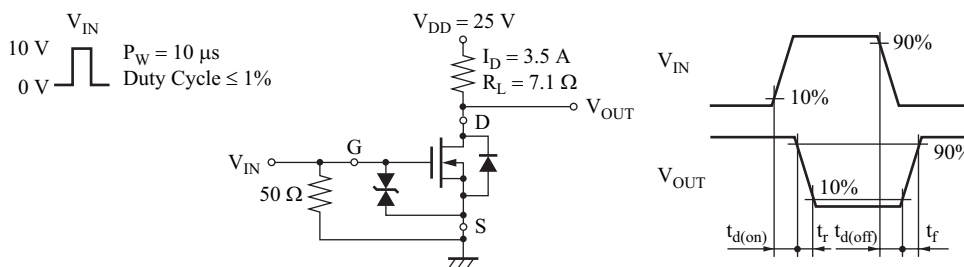 V_IN
10 V
0 V
P_W = 10 μs
Duty Cycle ≤ 1%
V_DD = 25 V
I_D = 3.5 A
R_L = 7.1 Ω
V_OUT
D
G
V_IN
50 Ω
S
V_IN
90%
10%
90%
V_OUT
10%
t_d(on) t_r t_d(off) t_f